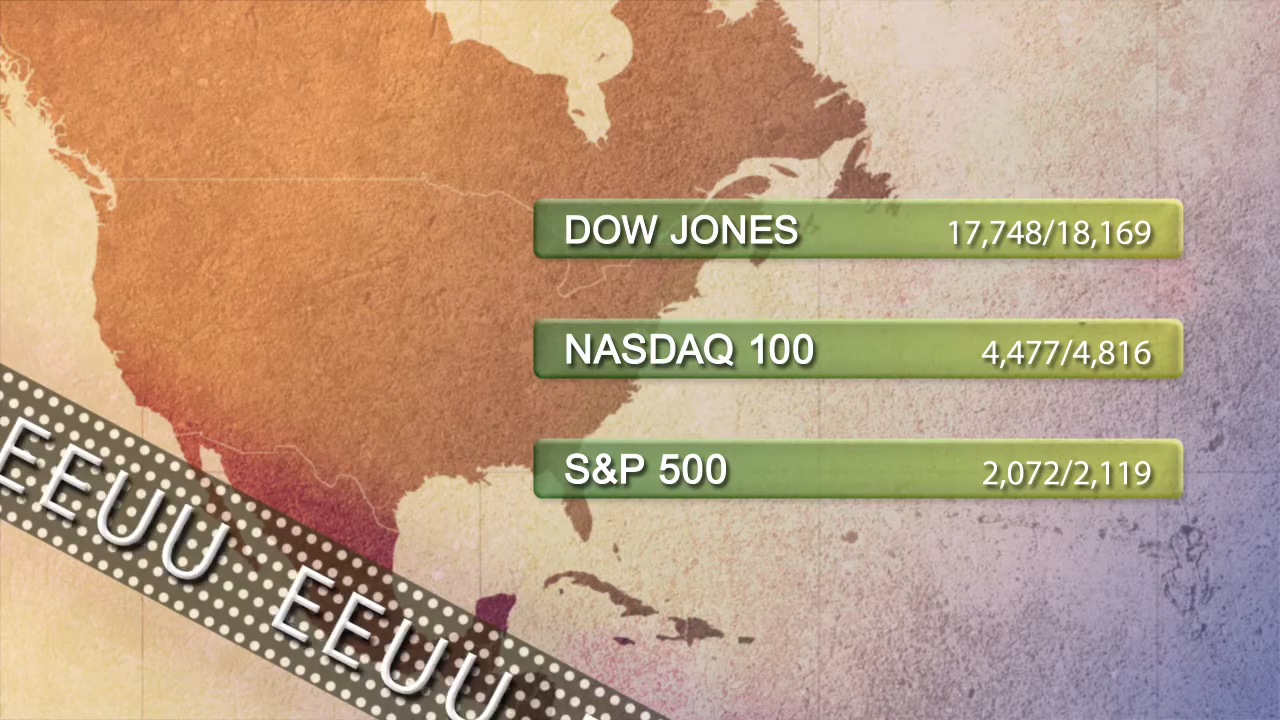 DOW JONES 17,748/18,169
NASDAQ 100 4,477/4,816
S&P 500 2,072/2,119
EEUU EEUU